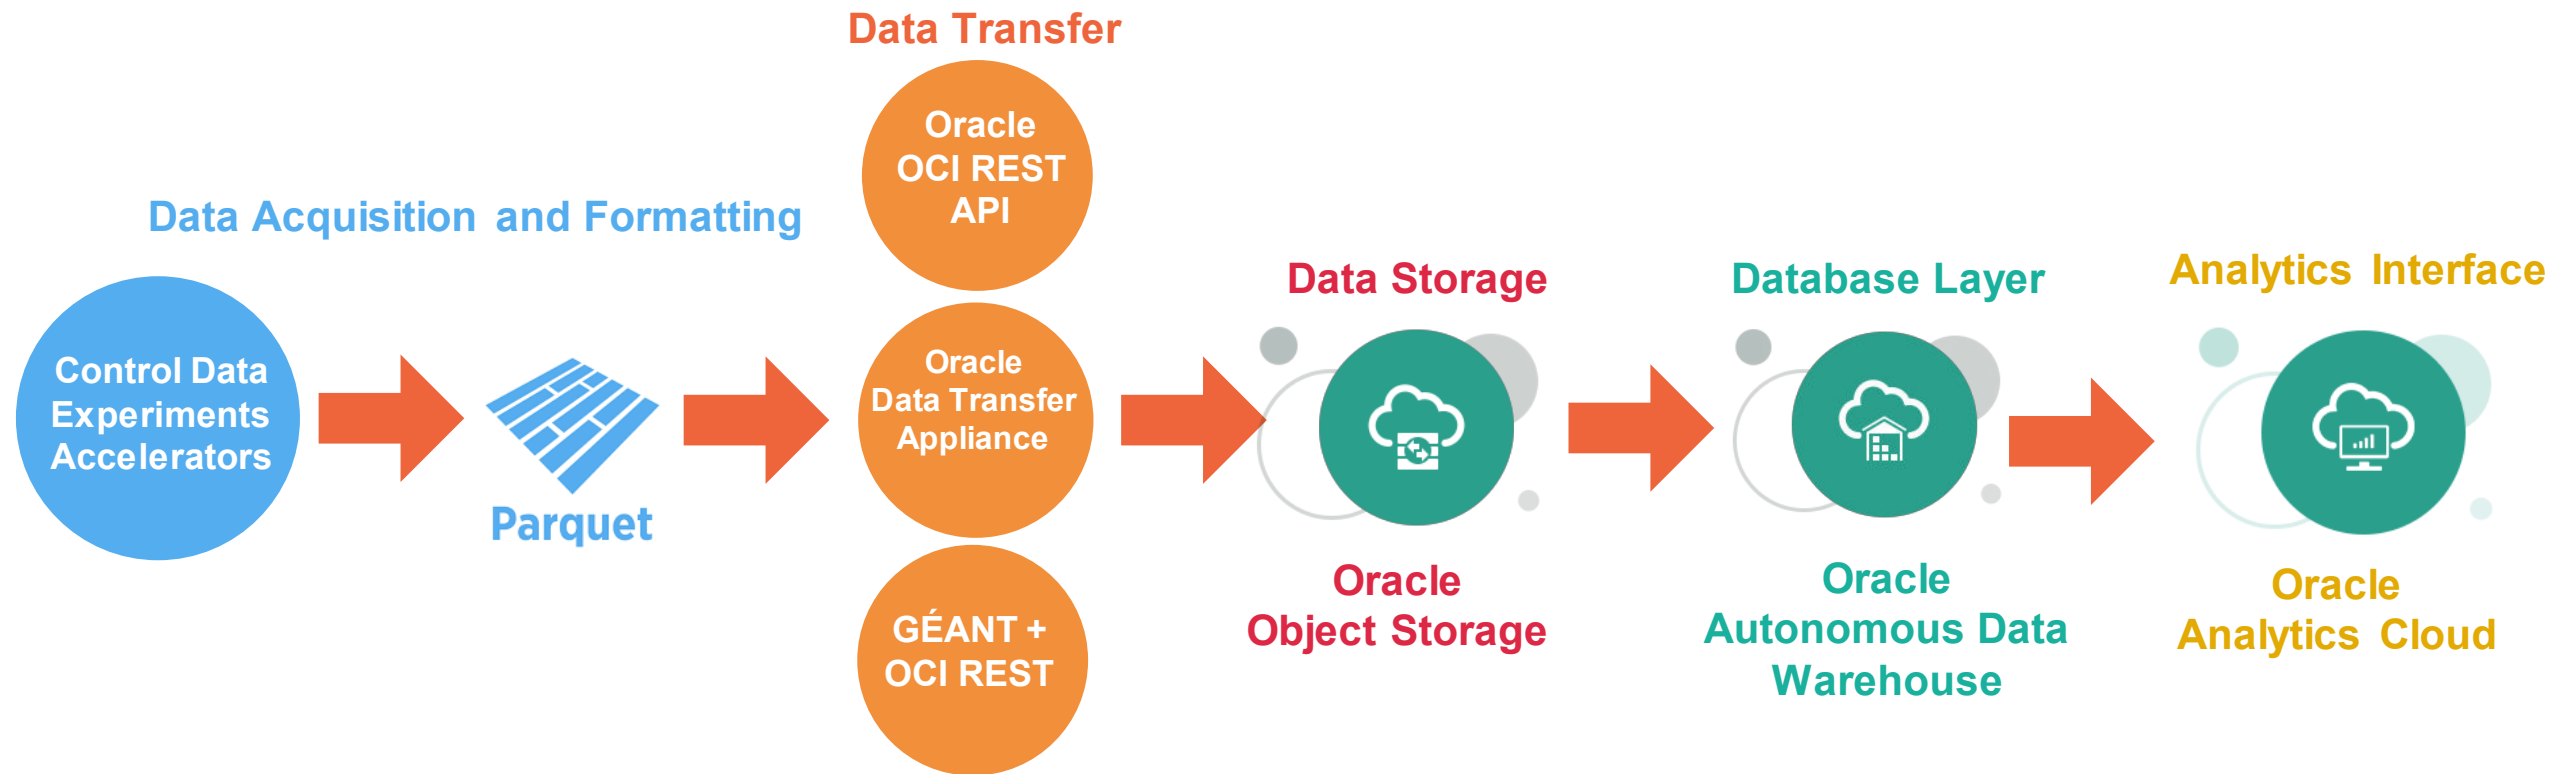 Data Acquisition and Formatting
Control Data
Experiments
Accelerators
Parquet
Data Transfer
Oracle
OCI REST
API
Oracle
Data Transfer
Appliance
GÉANT +
OCI REST
Data Storage
Oracle
Object Storage
Database Layer
Oracle
Autonomous Data
Warehouse
Analytics Interface
Oracle
Analytics Cloud